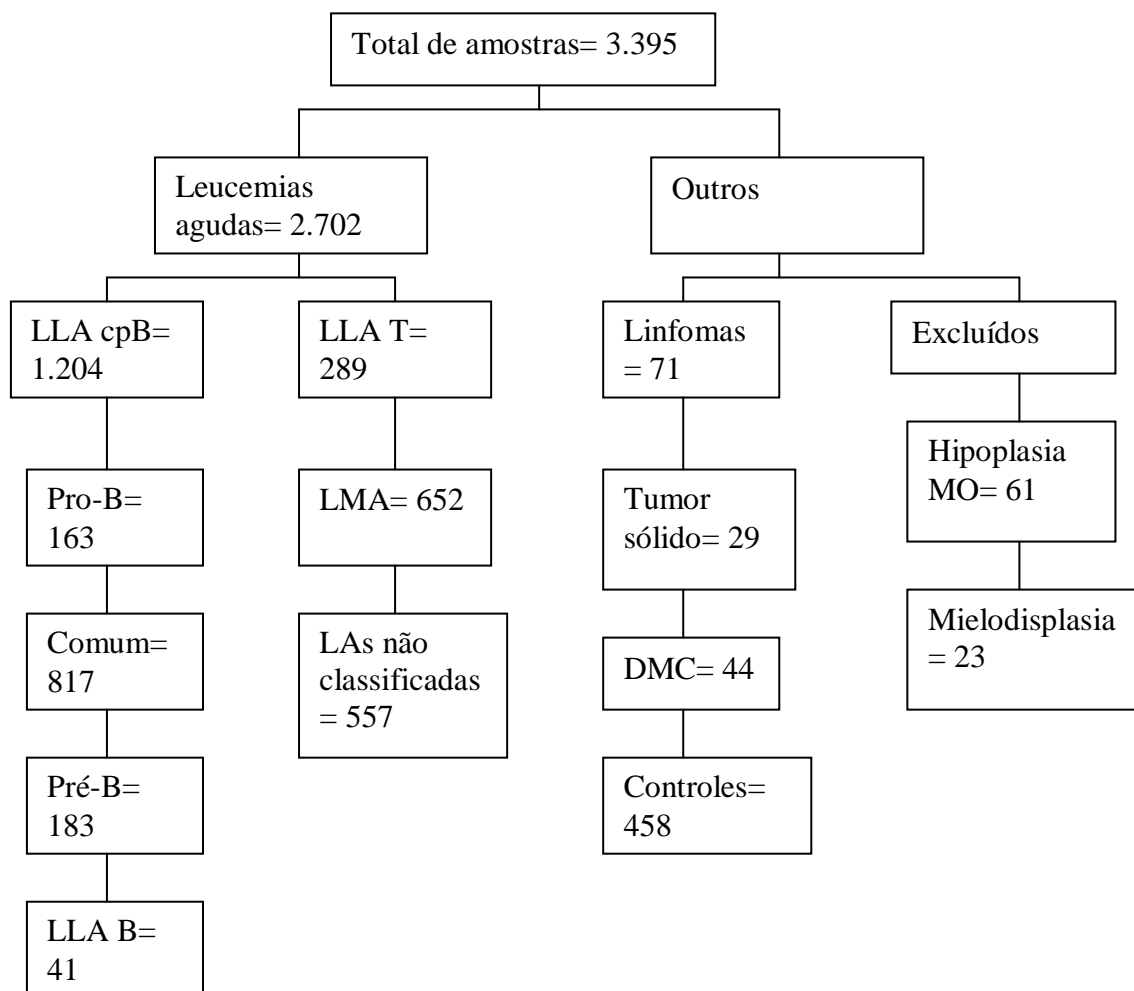 Total de amostras= 3.395
Leucemias
agudas= 2.702
Outros
LLA cpB=
1.204
LLA T=
289
Linfomas
= 71
Excluídos
Pro-B=
163
LMA= 652
Tumor
sólido= 29
Hipoplasia
MO= 61
Comum=
817
LAs não
classificadas
= 557
DMC= 44
Mielodisplasia
= 23
Pré-B=
183
Controles=
458
LLA B=
41